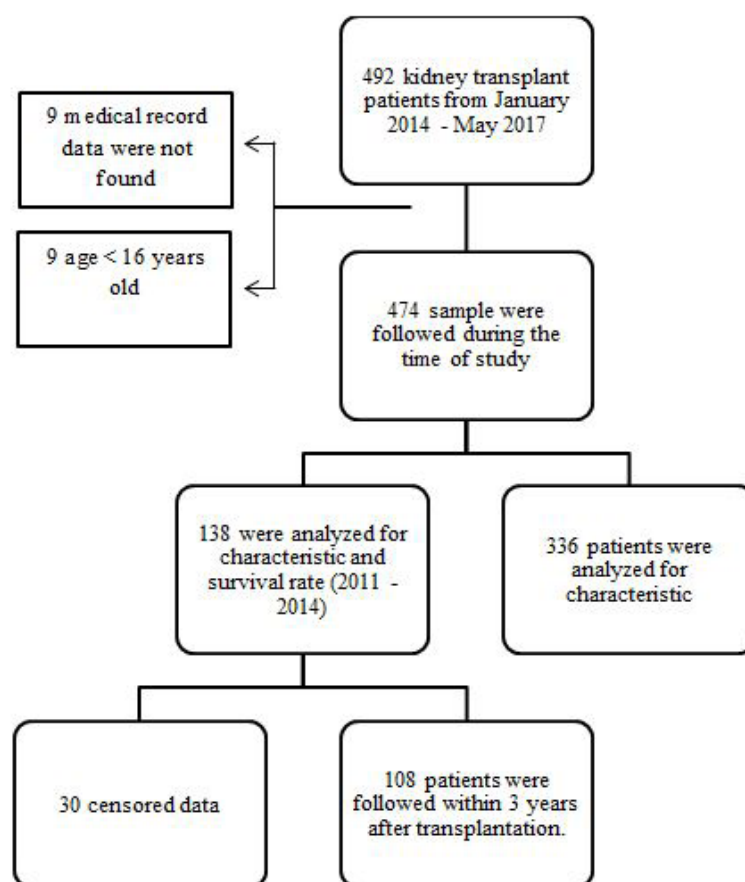 492 kidney transplant
patients from January
2014 - May 2017
9 medical record
data were not
found
9 age < 16 years
old
474 sample were
followed during the
time of study
138 were analyzed for
characteristic and
survival rate (2011 -
2014)
336 patients were
analyzed for
characteristic
30 censored data
108 patients were
followed within 3 years
after transplantation.